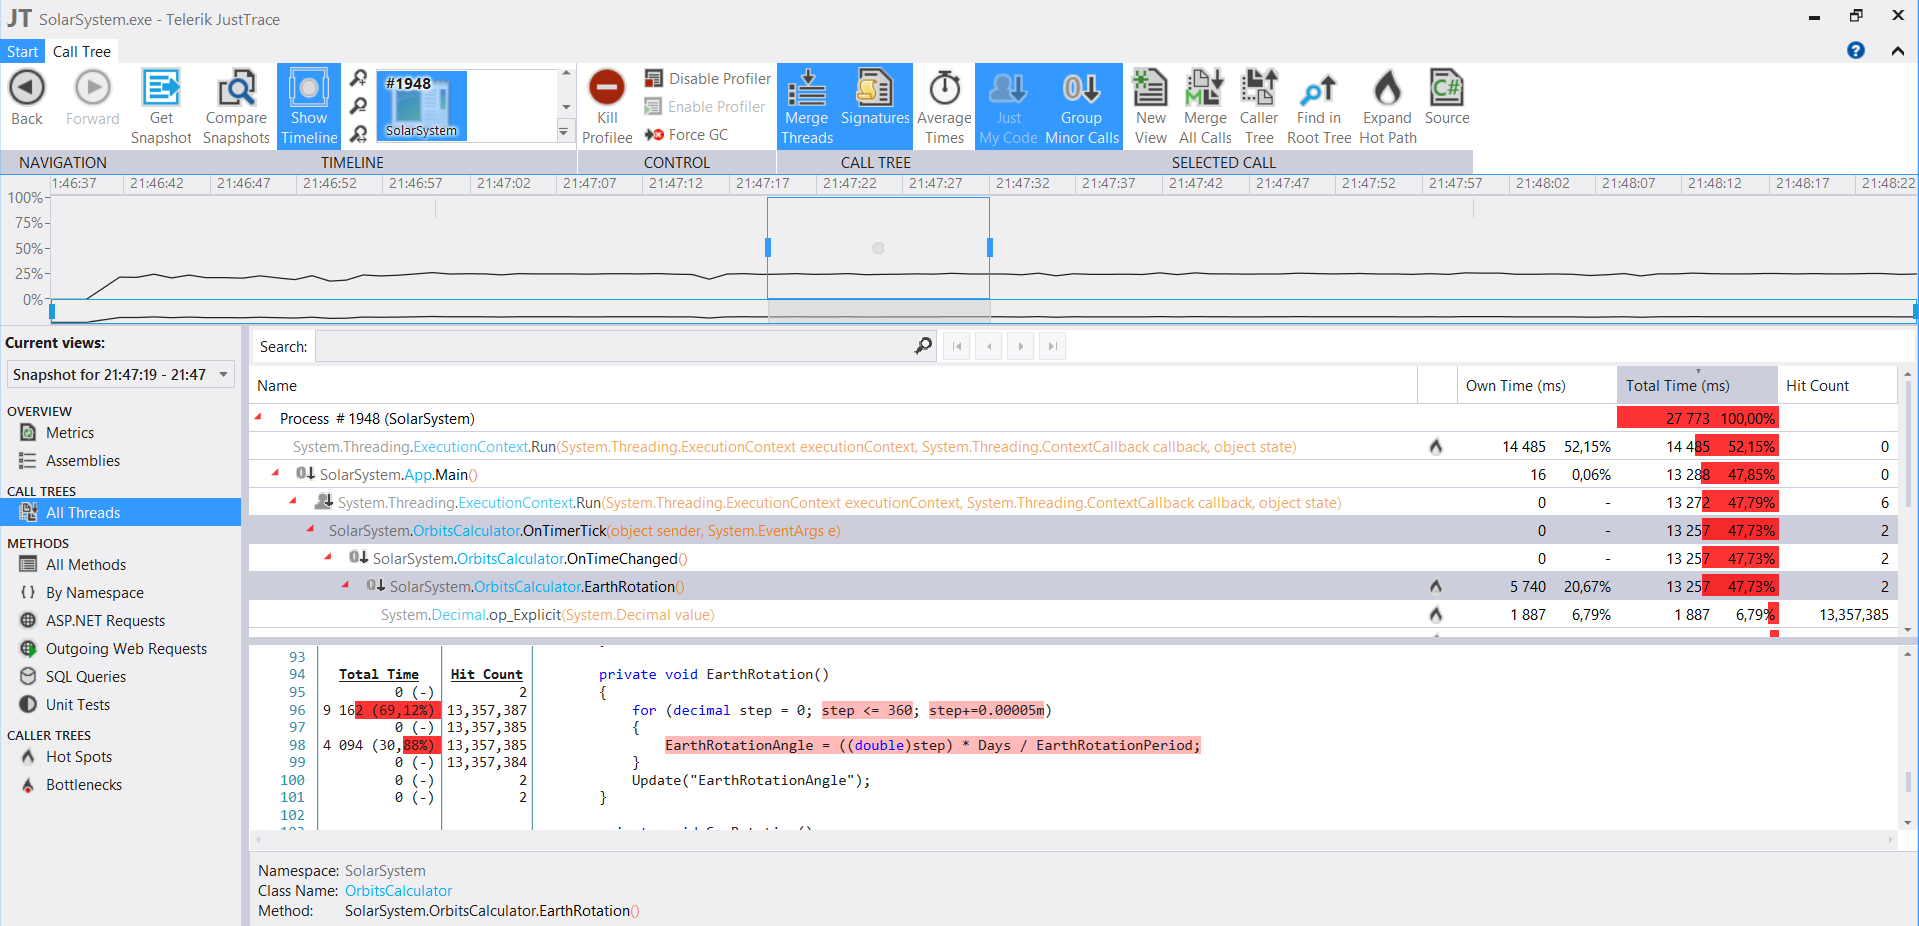 JT SolarSystem.exe - Telerik JustTrace
Start Call Tree
Back
Forward
Get Snapshot
Compare Snapshots
Show Timeline
#1948
SolarSystem
Kill Profilee
Disable Profiler
Enable Profiler
Force GC
Merge Threads
Signatures
Average Times
Just My Code
Group Minor Calls
New View
Merge All Calls
Caller Tree
Find in Root Tree
Expand Hot Path
Source
NAVIGATION TIMELINE CONTROL CALL TREE SELECTED CALL
1:46:37 21:46:42 21:46:47 21:46:52 21:46:57 21:47:02 21:47:07 21:47:12 21:47:17 21:47:22 21:47:27 21:47:32 21:47:37 21:47:42 21:47:47 21:47:52 21:47:57 21:48:02 21:48:07 21:48:12 21:48:17 21:48:22
100%
75%
50%
25%
0%
Current views:
Snapshot for 21:47:19 - 21:47
OVERVIEW
Metrics
Assemblies
CALL TREES
All Threads
METHODS
All Methods
By Namespace
ASP.NET Requests
Outgoing Web Requests
SQL Queries
Unit Tests
CALLER TREES
Hot Spots
Bottlenecks
Search:
Name Own Time (ms) Total Time (ms) Hit Count
Process # 1948 (SolarSystem) 27 773 100,00%
System.Threading.ExecutionContext.Run(System.Threading.ExecutionContext executionContext, System.Threading.ContextCallback callback, object state) 14 485 52,15% 14 485 52,15% 0
SolarSystem.App.Main() 16 0,06% 13 288 47,85% 0
System.Threading.ExecutionContext.Run(System.Threading.ExecutionContext executionContext, System.Threading.ContextCallback callback, object state) 0 - 13 272 47,79% 6
SolarSystem.OrbitsCalculator.OnTimerTick(object sender, System.EventArgs e) 0 - 13 257 47,73% 2
SolarSystem.OrbitsCalculator.OnTimeChanged() 0 - 13 257 47,73% 2
SolarSystem.OrbitsCalculator.EarthRotation() 5 740 20,67% 13 257 47,73% 2
System.Decimal.op_Explicit(System.Decimal value) 1 887 6,79% 1 887 6,79% 13,357,385
93
94 Total Time Hit Count private void EarthRotation()
95 0 (-) 2 {
96 9 162 (69,12%) 13,357,387 for (decimal step = 0; step <= 360; step+=0.00005m)
97 0 (-) 13,357,385 {
98 4 094 (30,88%) 13,357,385 EarthRotationAngle = ((double)step) * Days / EarthRotationPeriod;
99 0 (-) 13,357,384 }
100 0 (-) 2 Update("EarthRotationAngle");
101 0 (-) 2 }
102
Namespace: SolarSystem
Class Name: OrbitsCalculator
Method: SolarSystem.OrbitsCalculator.EarthRotation()